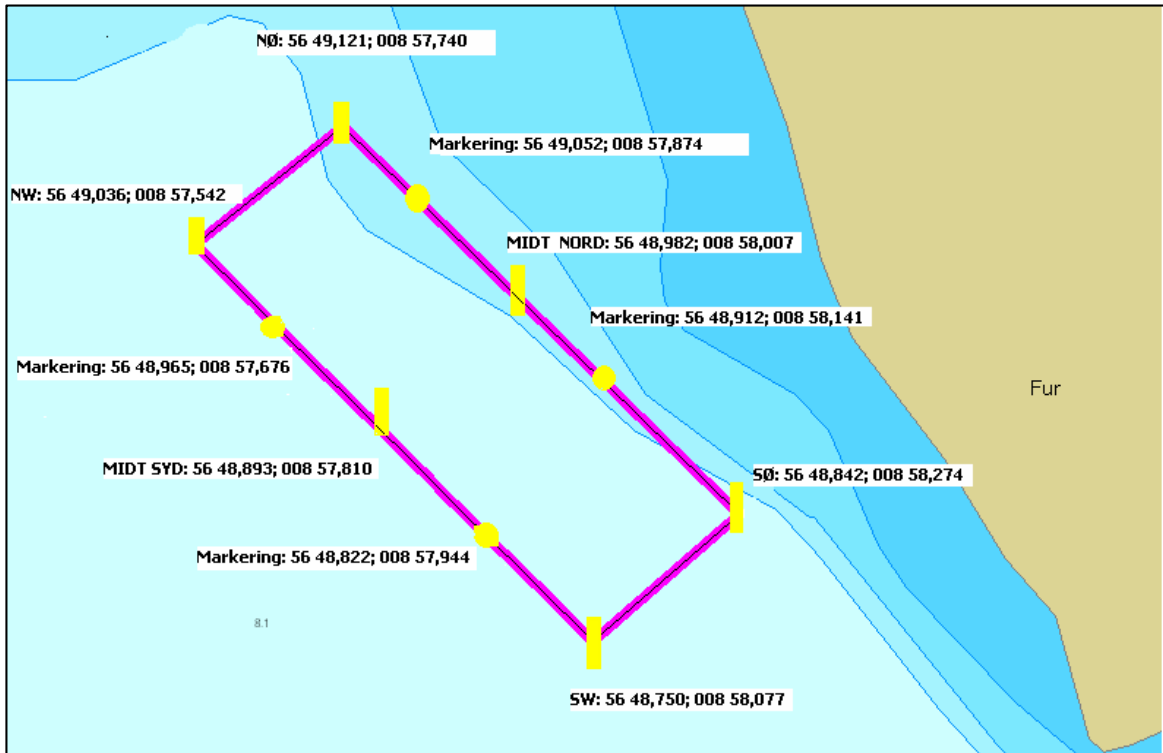 NØ: 56 49,121; 008 57,740
Markering: 56 49,052; 008 57,874
NW: 56 49,036; 008 57,542
MIDT NORD: 56 48,982; 008 58,007
Markering: 56 48,912; 008 58,141
Markering: 56 48,965; 008 57,676
Fur
MIDT SYD: 56 48,893; 008 57,810
SØ: 56 48,842; 008 58,274
Markering: 56 48,822; 008 57,944
8.1
SW: 56 48,750; 008 58,077